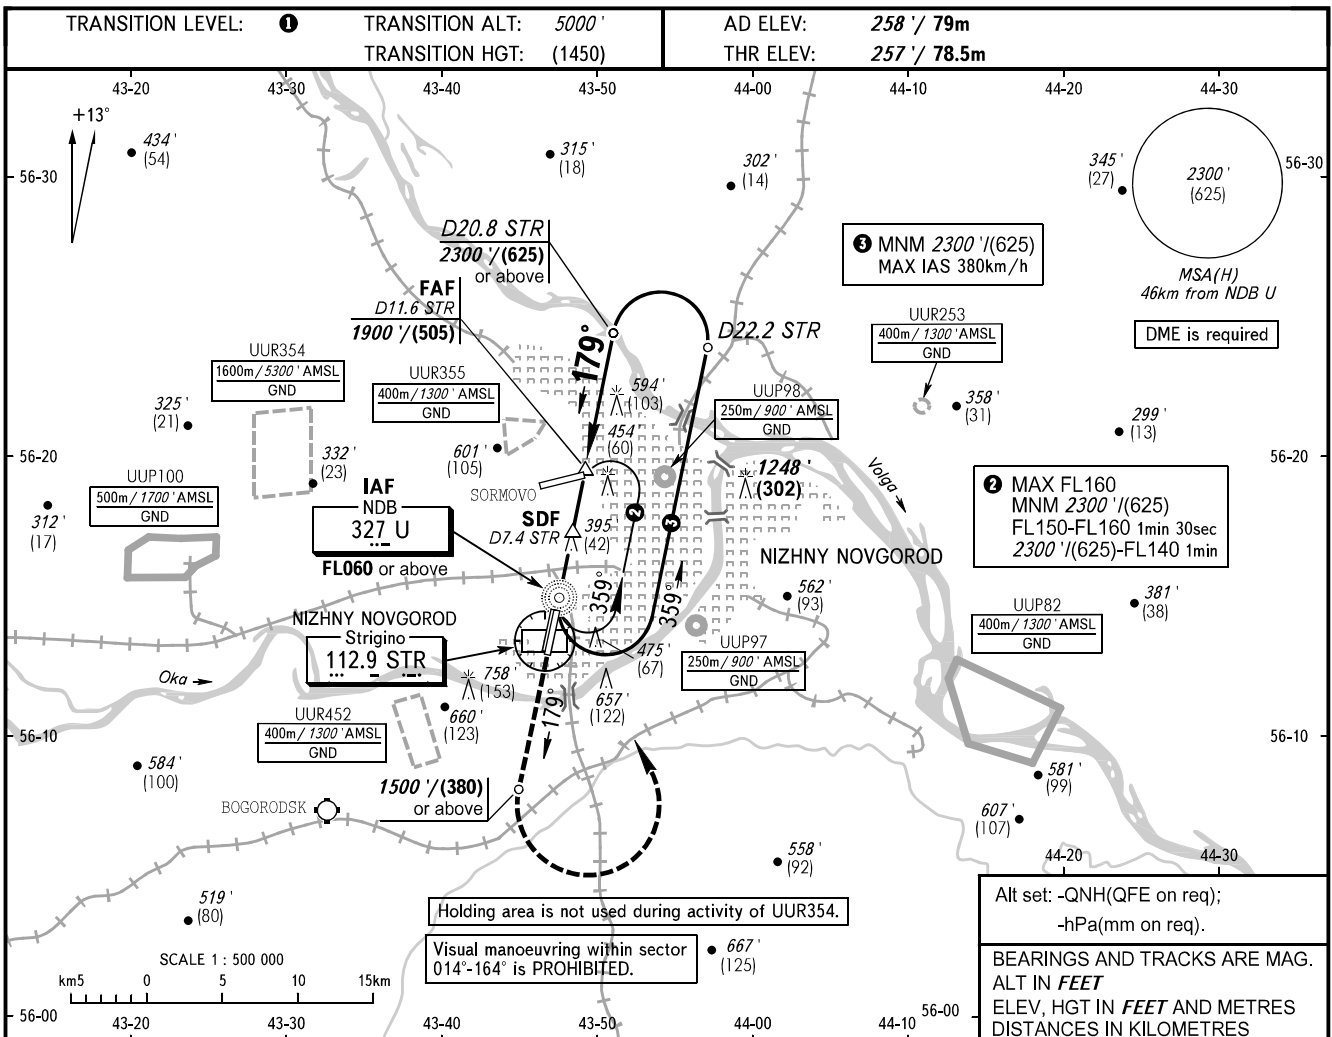 TRANSITION LEVEL: 1 TRANSITION ALT: 5000'
TRANSITION HGT: (1450)
AD ELEV: 258'/ 79m
THR ELEV: 257'/ 78.5m
43-20 43-30 43-40 43-50 44-00 44-10 44-20 44-30
+13°
434'
(54)
315'
(18)
302'
(14)
345'
(27)
56-30
56-30
2300'
(625)
MSA(H)
46km from NDB U
D20.8 STR
2300'/(625)
or above
3 MNM 2300'/(625)
MAX IAS 380km/h
FAF
D11.6 STR
1900'/(505)
D22.2 STR
UUR253
400m/1300' AMSL
GND
DME is required
179°
UUR354
1600m/5300' AMSL
GND
UUR355
400m/1300' AMSL
GND
594'
(103)
UUP98
250m/900' AMSL
GND
358'
(31)
325'
(21)
454'
(60)
299'
(13)
601'
(105)
332'
(23)
56-20
56-20
1248'
(302)
Volga
UUP100
500m/1700' AMSL
GND
IAF
NDB
327 U
FL060 or above
SORMOVO
2 MAX FL160
MNM 2300'/(625)
FL150-FL160 1min 30sec
2300'/(625)-FL140 1min
312'
(17)
SDF
D7.4 STR
395
(42)
2
3
NIZHNY NOVGOROD
359°
359°
562'
(93)
381'
(38)
NIZHNY NOVGOROD
Strigino
112.9 STR
UUP82
400m/1300' AMSL
GND
475'
(67)
UUP97
250m/900' AMSL
GND
Oka
758'
(153)
657'
(122)
179°
UUR452
400m/1300' AMSL
GND
660'
(123)
56-10
56-10
584'
(100)
1500'/(380)
or above
BOGORODSK
581'
(99)
607'
(107)
558'
(92)
44-20 44-30
519'
(80)
Holding area is not used during activity of UUR354.
Visual manoeuvring within sector
014°-164° is PROHIBITED.
667'
(125)
Alt set: -QNH(QFE on req);
-hPa(mm on req).
SCALE 1 : 500 000
km5 0 5 10 15km
BEARINGS AND TRACKS ARE MAG.
ALT IN FEET
ELEV, HGT IN FEET AND METRES
DISTANCES IN KILOMETRES
56-00
56-00
43-20 43-30 43-40 43-50 44-00 44-10